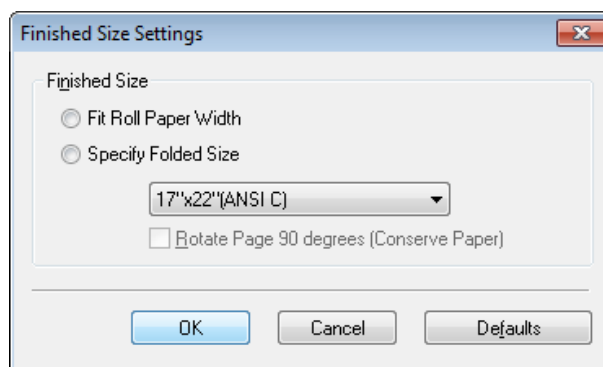 Finished Size Settings
Finished Size
Fit Roll Paper Width
Specify Folded Size
17"x22"(ANSI C)
Rotate Page 90 degrees (Conserve Paper)
OK Cancel Defaults